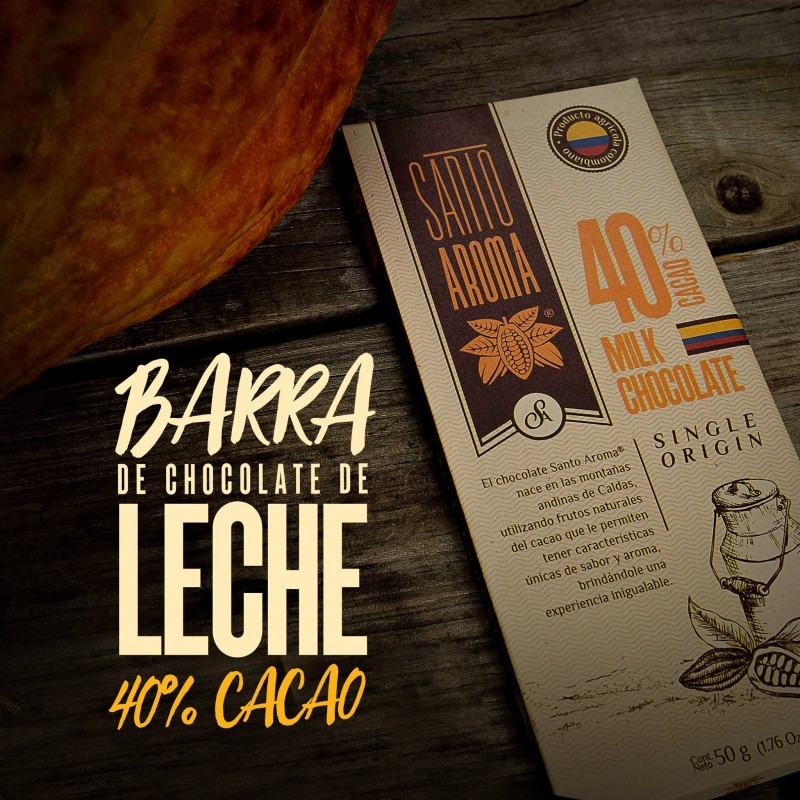 BARRA
DE CHOCOLATE DE
LECHE
40% CACAO
SANTO
AROMA
®
SA
Producto agrícola colombiano
40% CACAO
MILK
CHOCOLATE
SINGLE
ORIGIN
El chocolate Santo Aroma®
nace en las montañas
andinas de Caldas,
utilizando frutos naturales
del cacao que le permiten
tener características
únicas de sabor y aroma,
brindándole una
experiencia inigualable.
Cont.
Neto 50 g (1.76 Oz